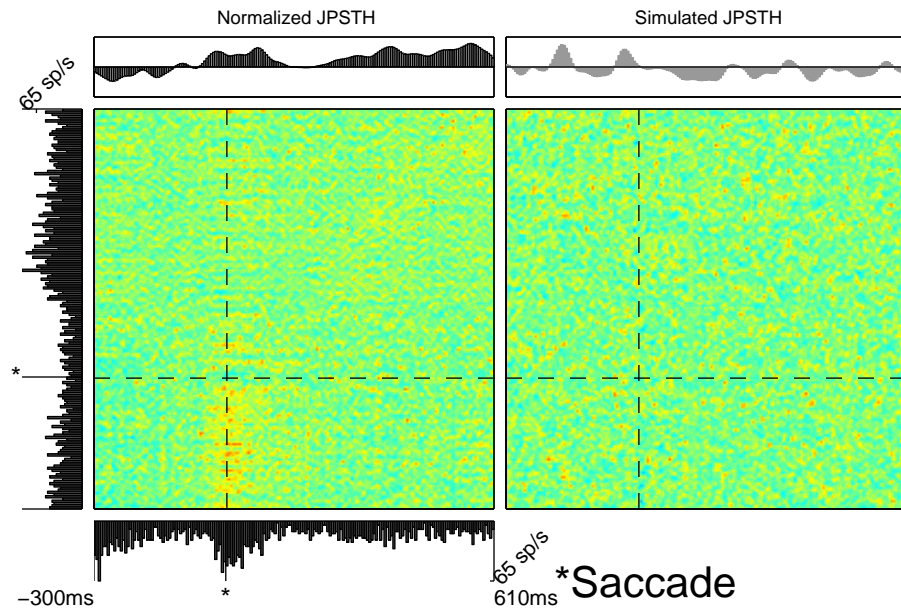 Normalized JPSTH
Simulated JPSTH
65 sp/s
*
65 sp/s
−300ms
*
610ms
*Saccade